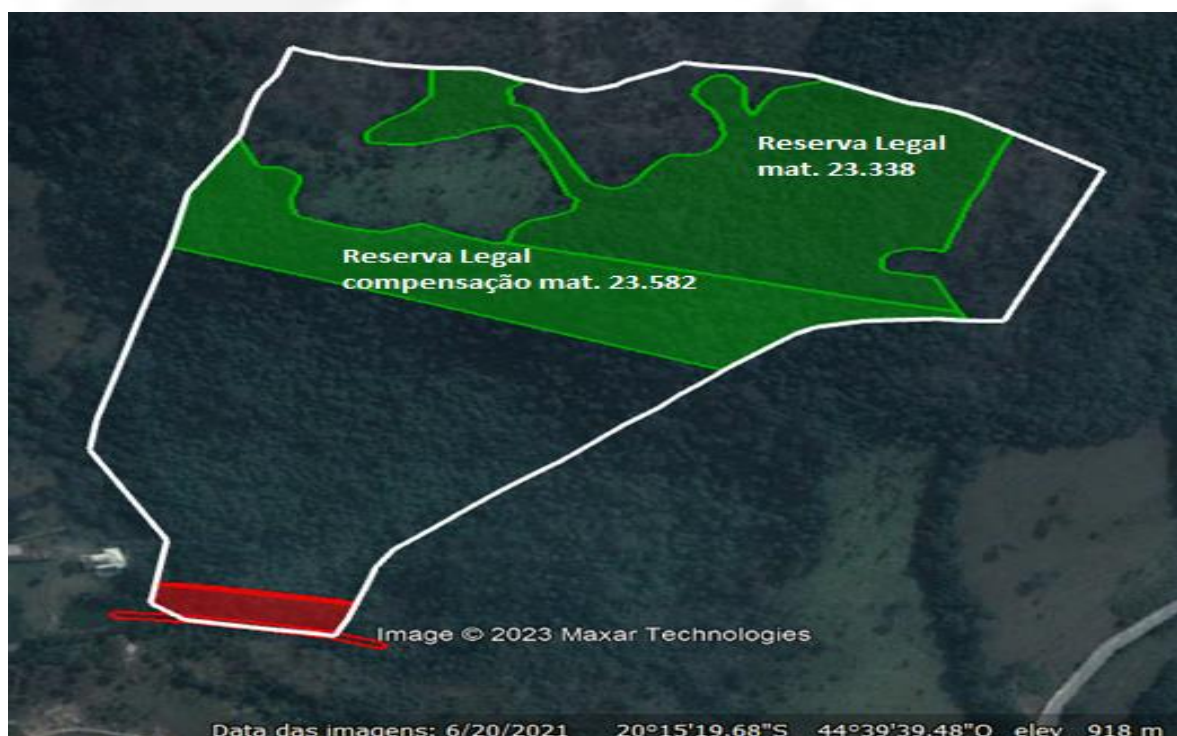 Reserva Legal
mat. 23.338
Reserva Legal
compensação mat. 23.582
Image © 2023 Maxar Technologies
Data das imagens: 6/20/2021 20°15'19.68"S 44°39'39.48"O elev 918 m